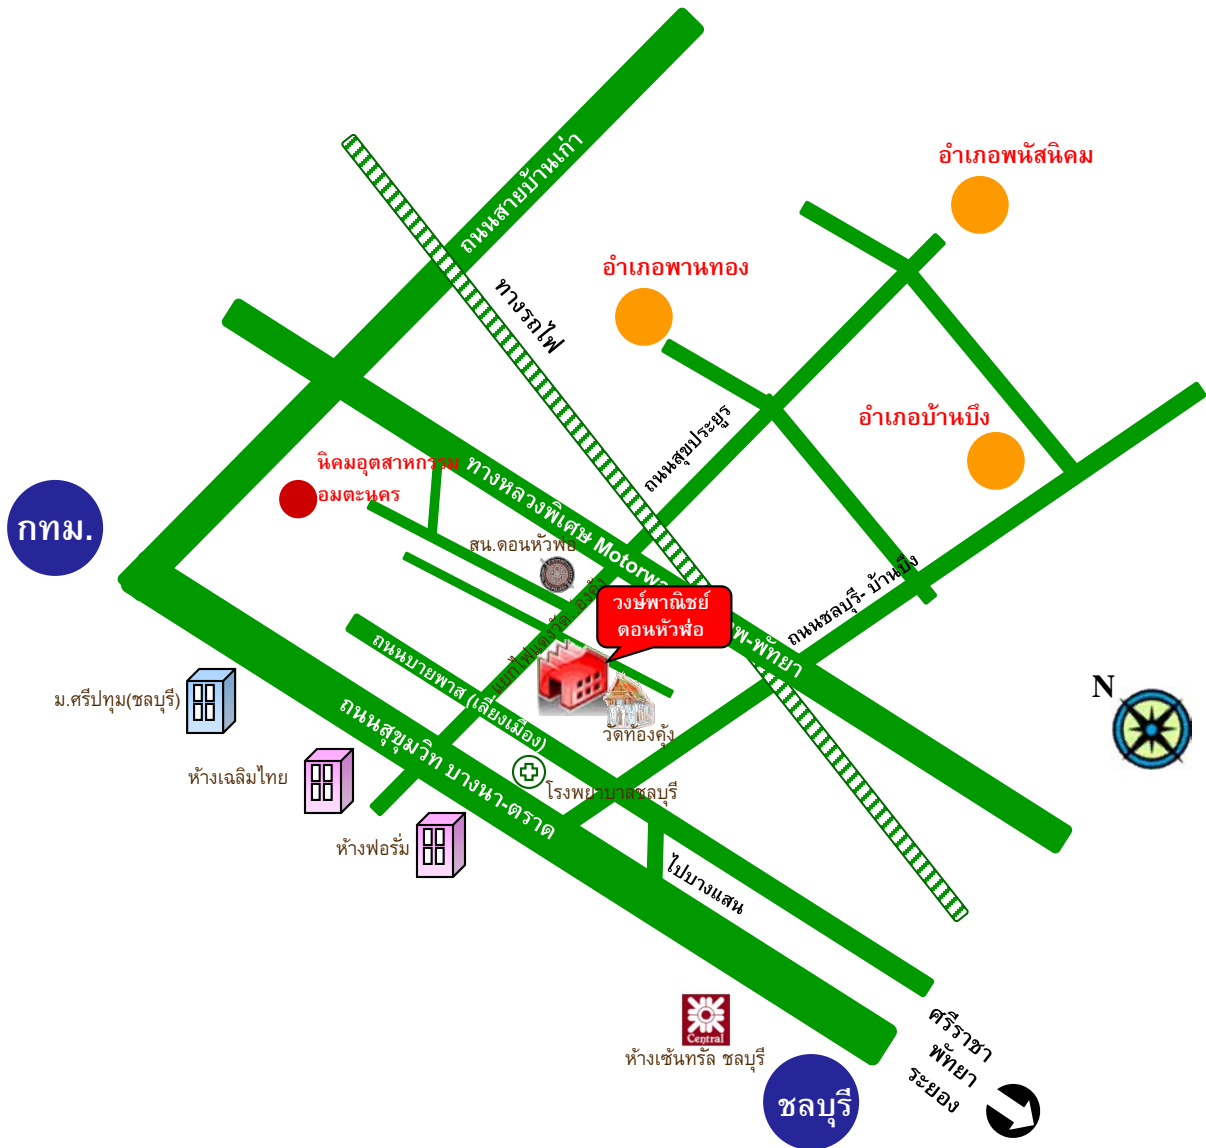 ถนนสายบ้านเก่า
อำเภอพนัสนิคม
อำเภอพานทอง
ทางรถไฟ
ถนนสุขประยูร
อำเภอบ้านบึง
นิคมอุตสาหกรรม
อมตะนคร
ทางหลวงพิเศษ
กทม.
สน.ดอนหัวฬ่อ
วงษ์พาณิชย์
ดอนหัวฬ่อ
ถนนชลบุรี- บ้านบึง
ถนนบายพาส (เลี่ยงเมือง)
ม.ศรีปทุม(ชลบุรี)
N
ถนนสุขุมวิท บางนา-ตราด
วัดท้องคุ้ง
ห้างเฉลิมไทย
โรงพยาบาลชลบุรี
ห้างฟอรั่ม
ไปบางแสน
Central
ห้างเซ็นทรัล ชลบุรี
ศรีราชา
พัทยา
ระยอง
ชลบุรี